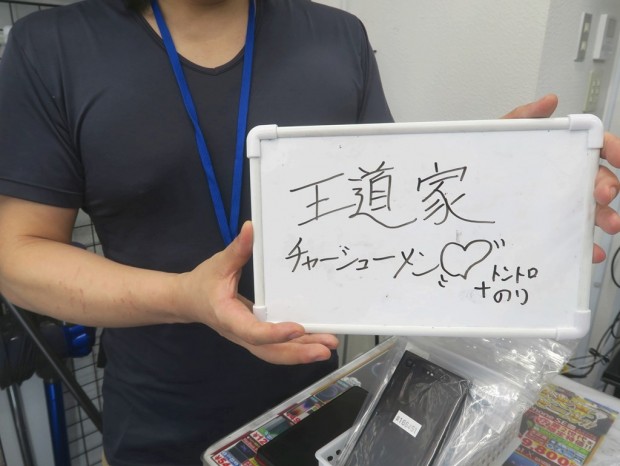 王道家
チャーシューメン♡
トントロ
+のり